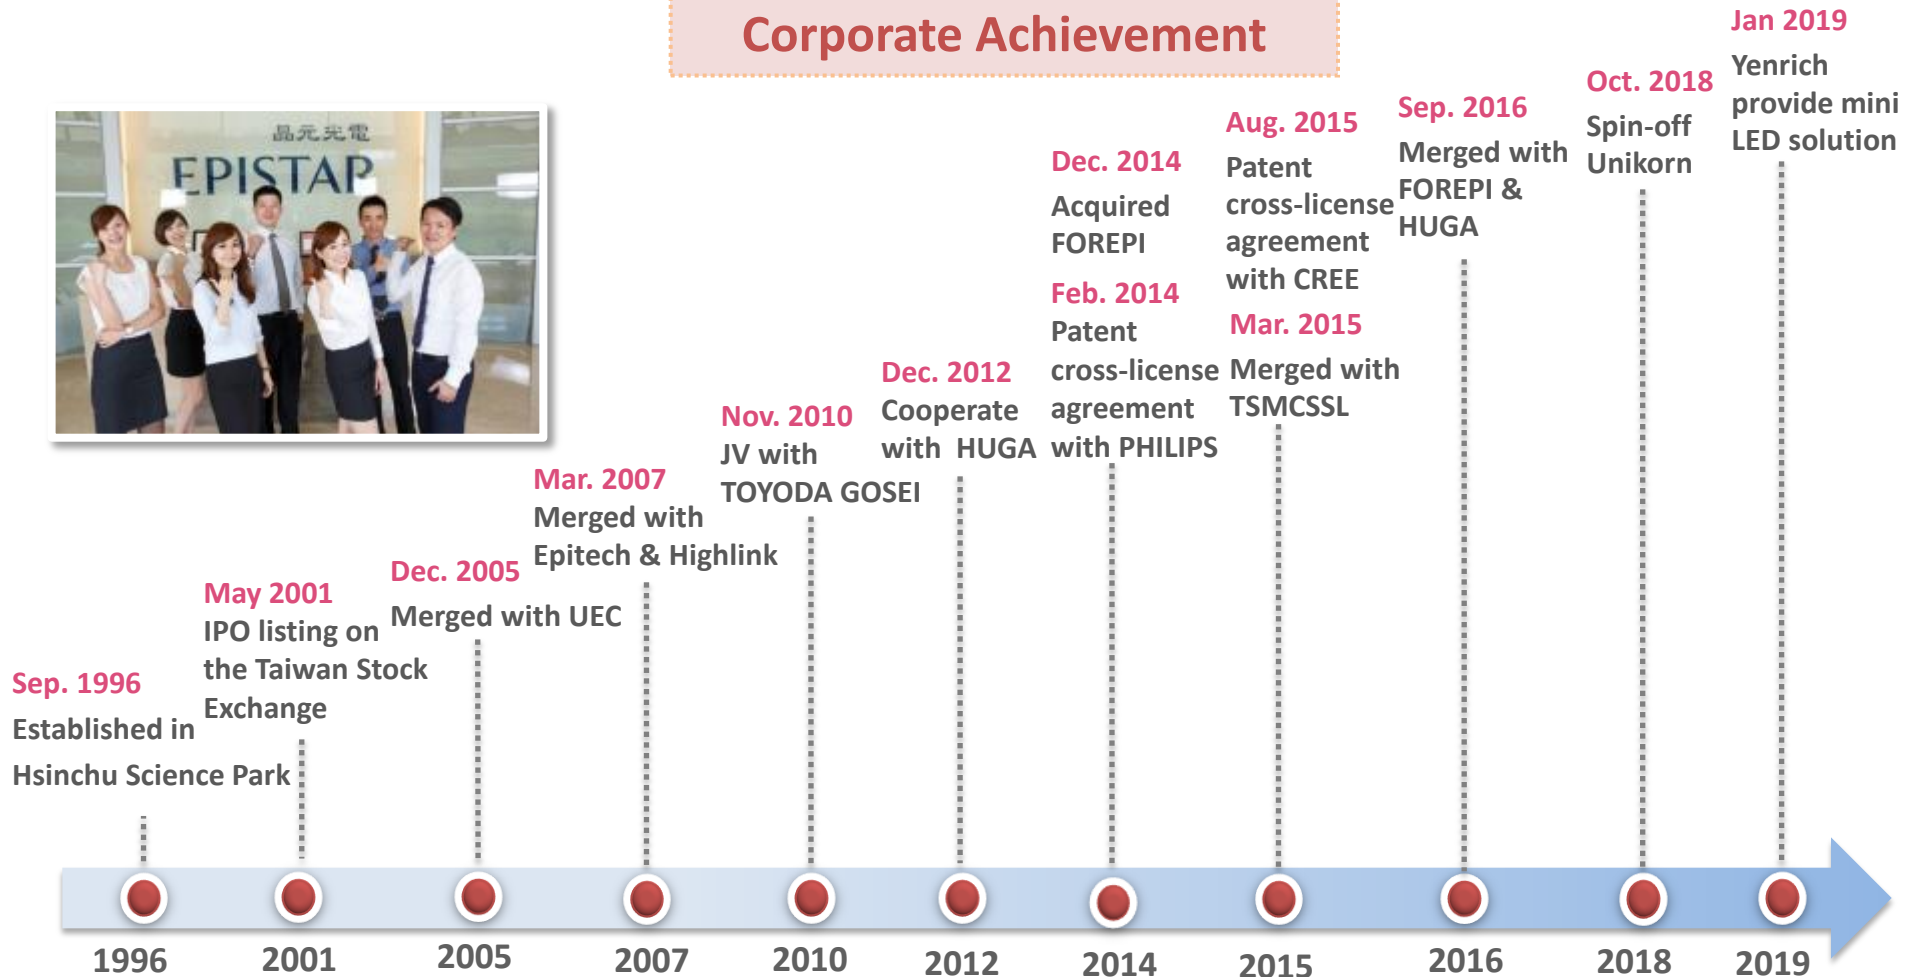 Corporate Achievement
晶元光電
EPISTAR
Sep. 1996
Established in
Hsinchu Science Park
May 2001
IPO listing on
the Taiwan Stock
Exchange
Dec. 2005
Merged with UEC
Mar. 2007
Merged with
Epitech & Highlink
Nov. 2010
JV with
TOYODA GOSEI
Dec. 2012
Cooperate
with HUGA
Dec. 2014
Acquired
FOREPI
Feb. 2014
Patent
cross-license
agreement
with PHILIPS
Aug. 2015
Patent
cross-license
agreement
with CREE
Mar. 2015
Merged with
TSMCSSL
Sep. 2016
Merged with
FOREPI &
HUGA
Oct. 2018
Spin-off
Unikorn
Jan 2019
Yenrich
provide mini
LED solution
1996
2001
2005
2007
2010
2012
2014
2015
2016
2018
2019